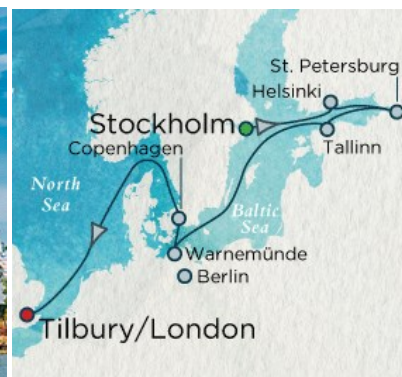 St. Petersburg
Helsinki
Stockholm
Copenhagen
Tallinn
North
Sea
Baltic
Sea
Warnemünde
Berlin
Tilbury/London